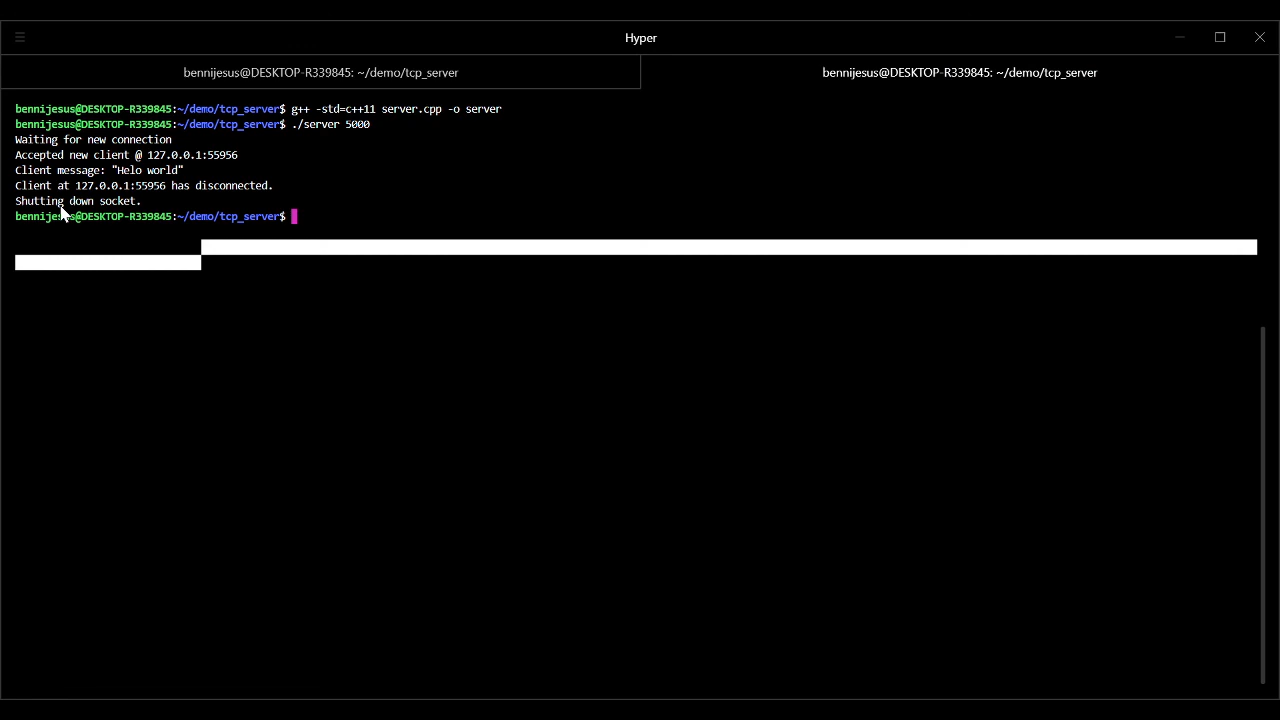 Hyper
bennijesus@DESKTOP-R339845: ~/demo/tcp_server
bennijesus@DESKTOP-R339845: ~/demo/tcp_server
bennijesus@DESKTOP-R339845:~/demo/tcp_server$ g++ -std=c++11 server.cpp -o server
bennijesus@DESKTOP-R339845:~/demo/tcp_server$ ./server 5000
Waiting for new connection
Accepted new client @ 127.0.0.1:55956
Client message: "Helo world"
Client at 127.0.0.1:55956 has disconnected.
Shutting down socket.
bennijesus@DESKTOP-R339845:~/demo/tcp_server$